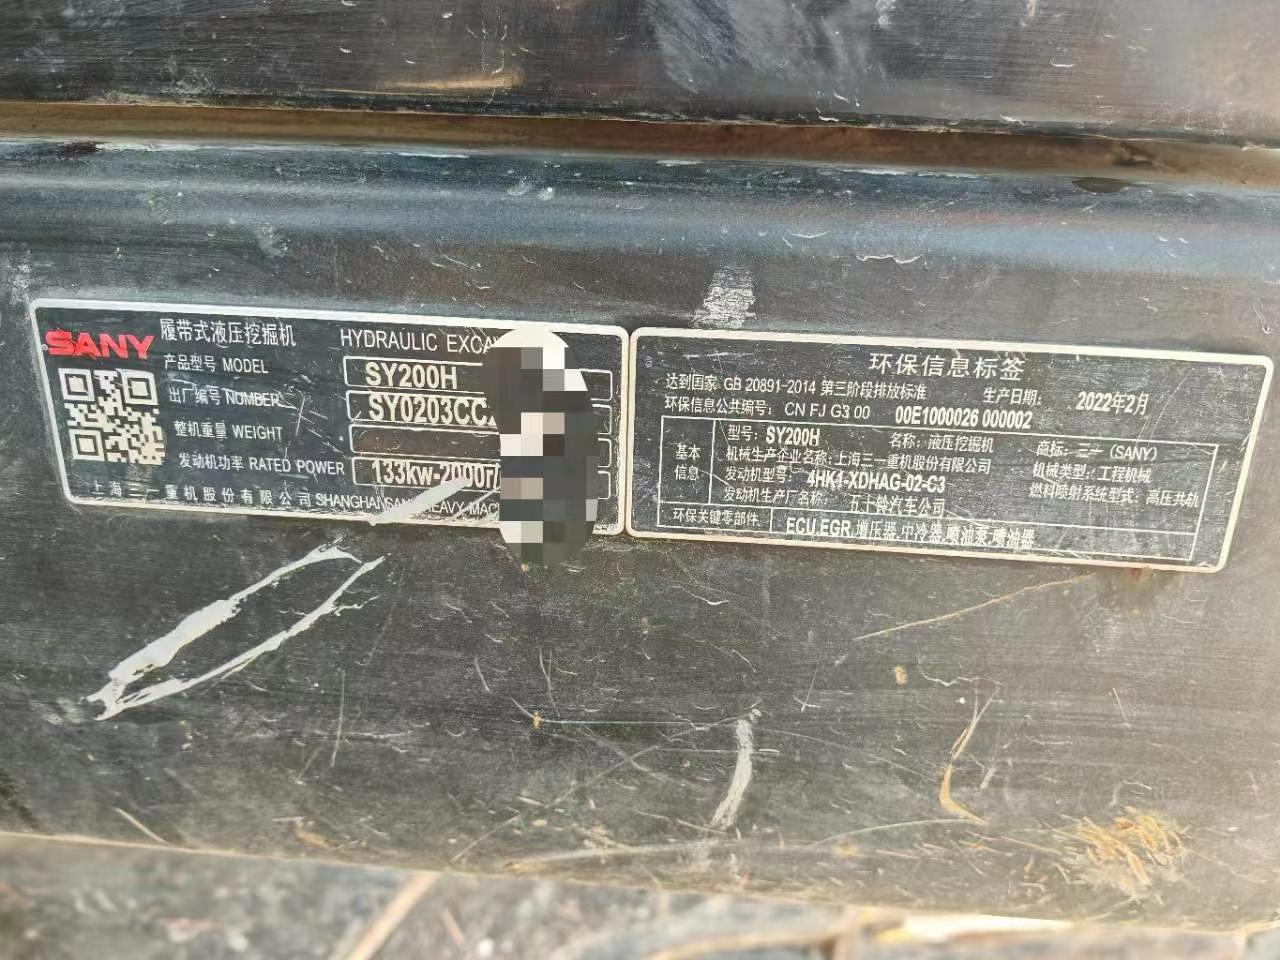 SANY 履带式液压挖掘机 HYDRAULIC
产品型号 MODEL SY200H
出厂编号 NUMBER SY0203CC
整机重量 WEIGHT
发动机功率 RATED POWER 133kw-2000r/
上海三一重机股份有限公司 SHANGHAI SANY HEAVY MAC
环保信息标签
达到国家 GB 20891-2014 第三阶段排放标准 生产日期: 2022年2月
环保信息公共编号: CN FJ G3 00 00E1000026 000002
基本信息
型号: SY200H 名称: 液压挖掘机 商标: 三一 (SANY)
机械生产企业名称: 上海三一重机股份有限公司 机械类型: 工程机械
发动机型号: 4HK1-XDHAG-02-C3 燃料喷射系统型式: 高压共轨
发动机生产厂名称: 五十铃汽车公司
环保关键零部件 ECU,EGR,增压器,中冷器,喷油泵,喷油器